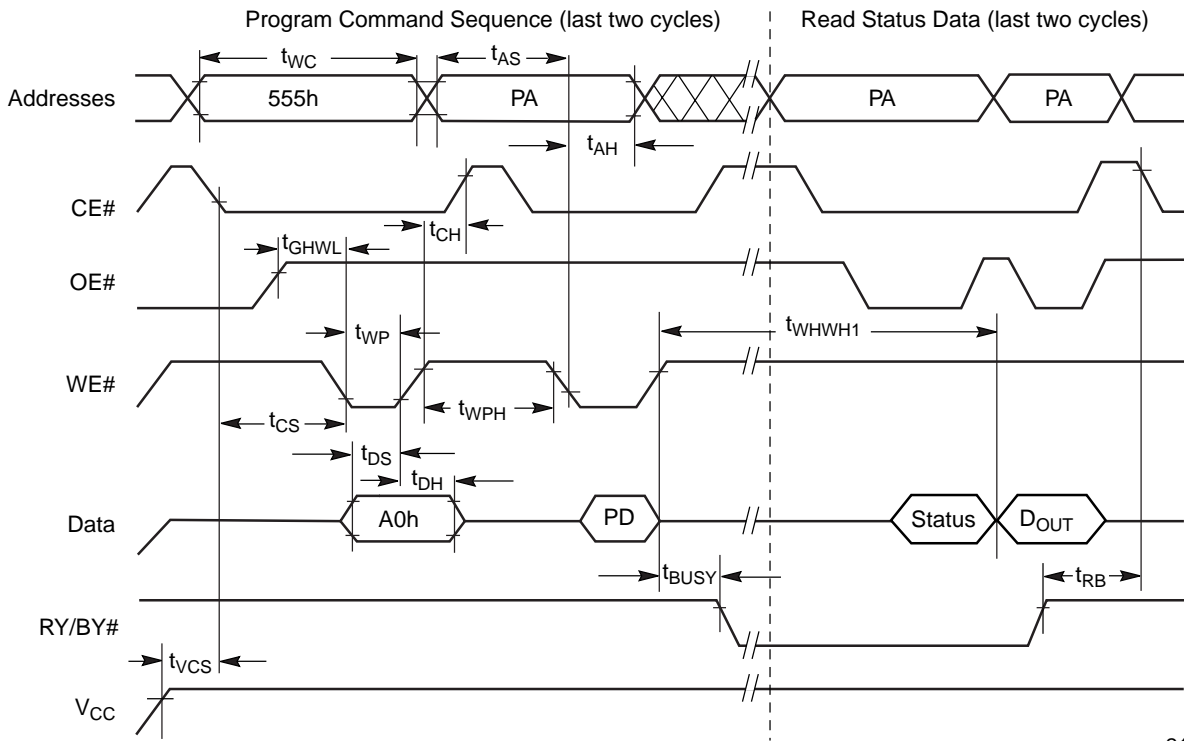 Program Command Sequence (last two cycles) Read Status Data (last two cycles)
tWC tAS
Addresses 555h PA PA PA
tAH
CE#
tCH
tGHWL
OE#
tWP tWHWH1
WE#
tCS tWPH
tDS
tDH
Data A0h PD Status DOUT
tBUSY tRB
RY/BY#
tVCS
VCC